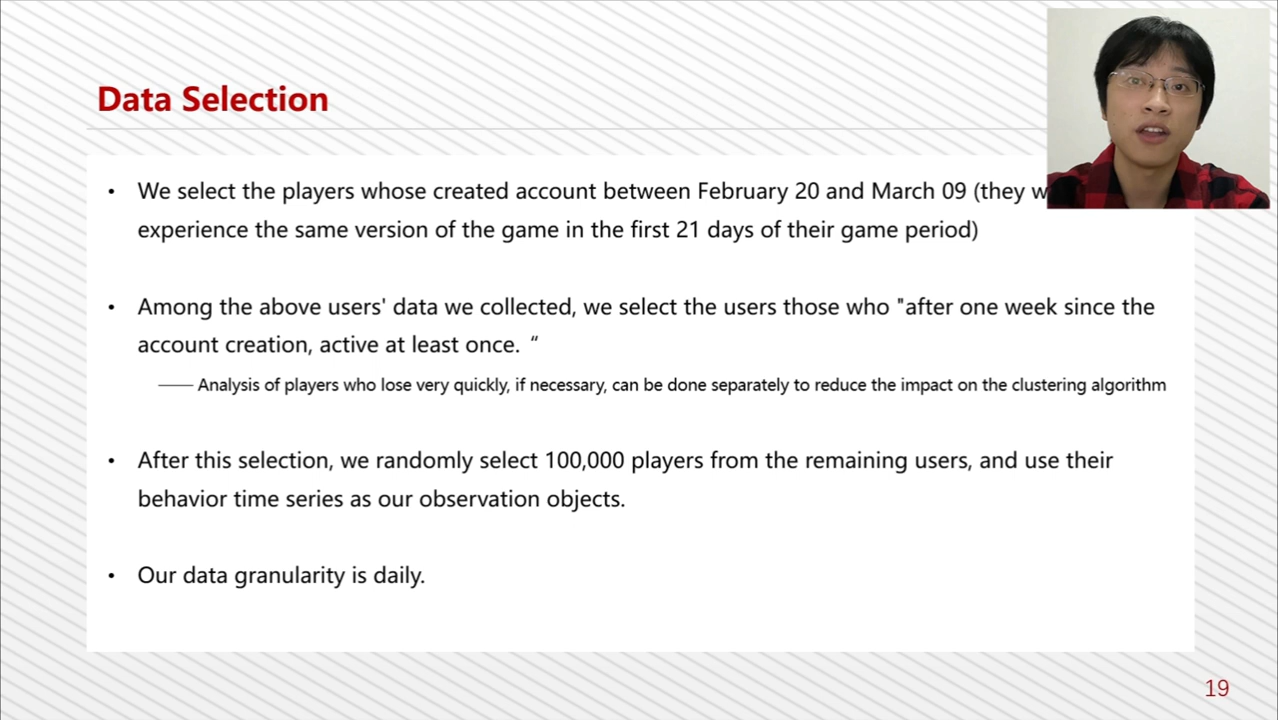 Data Selection
• We select the players whose created account between February 20 and March 09 (they
experience the same version of the game in the first 21 days of their game period)
• Among the above users' data we collected, we select the users those who "after one week since the
account creation, active at least once. “
—— Analysis of players who lose very quickly, if necessary, can be done separately to reduce the impact on the clustering algorithm
• After this selection, we randomly select 100,000 players from the remaining users, and use their
behavior time series as our observation objects.
• Our data granularity is daily.
19